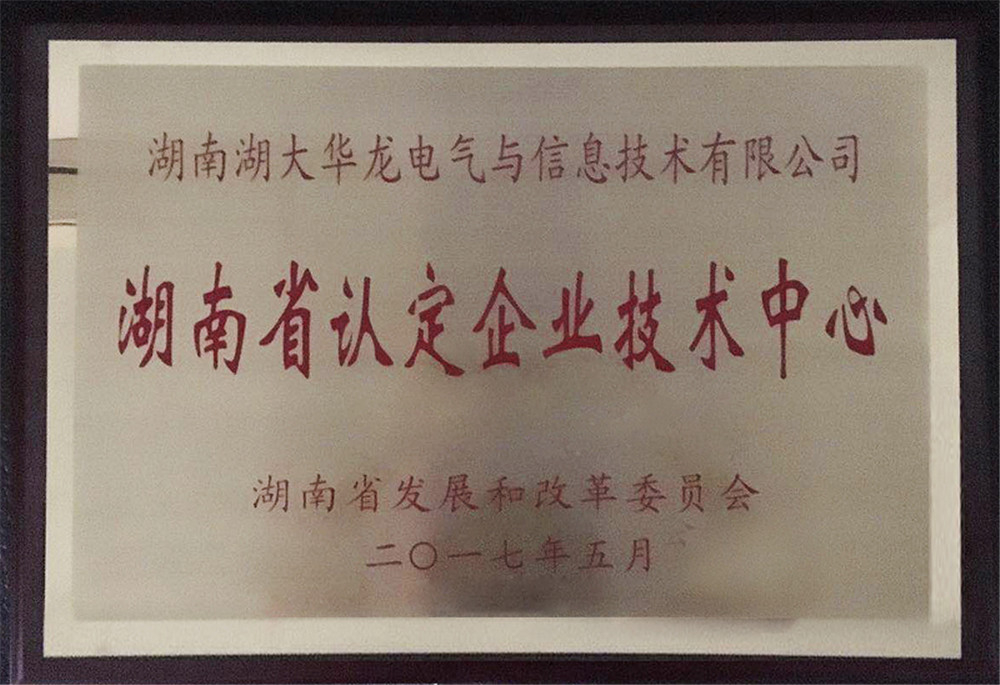 湖南湖大华龙电气与信息技术有限公司
湖南省认定企业技术中心
湖南省发展和改革委员会
二〇一七年五月